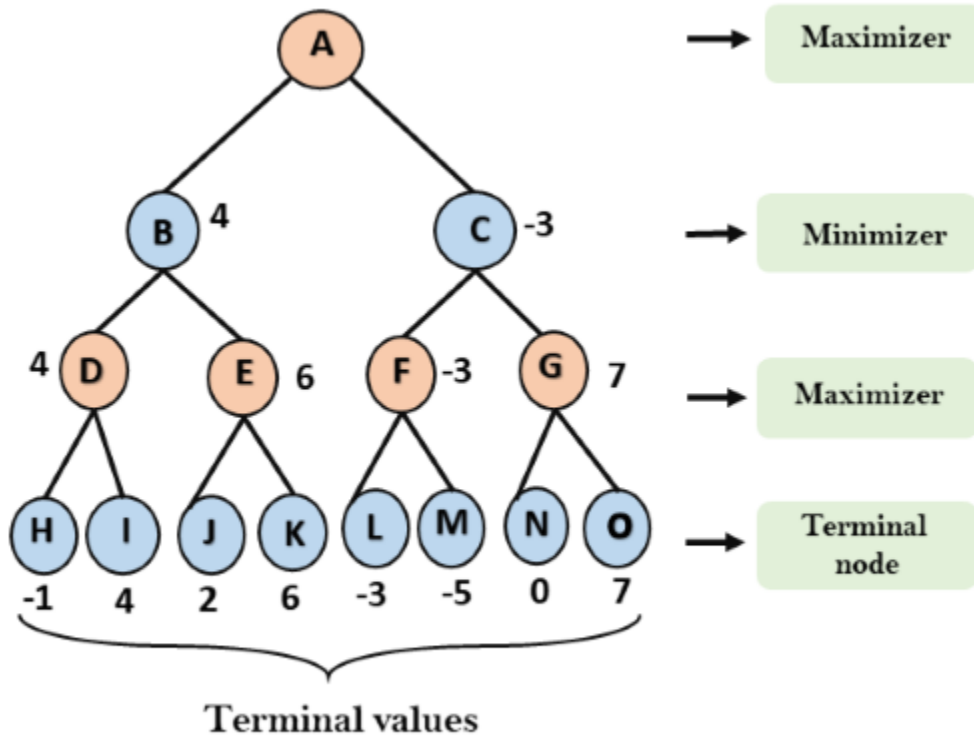 A
Maximizer
B 4
C -3
Minimizer
4 D
E 6
F -3
G 7
Maximizer
H I J K L M N O
Terminal
node
-1 4 2 6 -3 -5 0 7
Terminal values